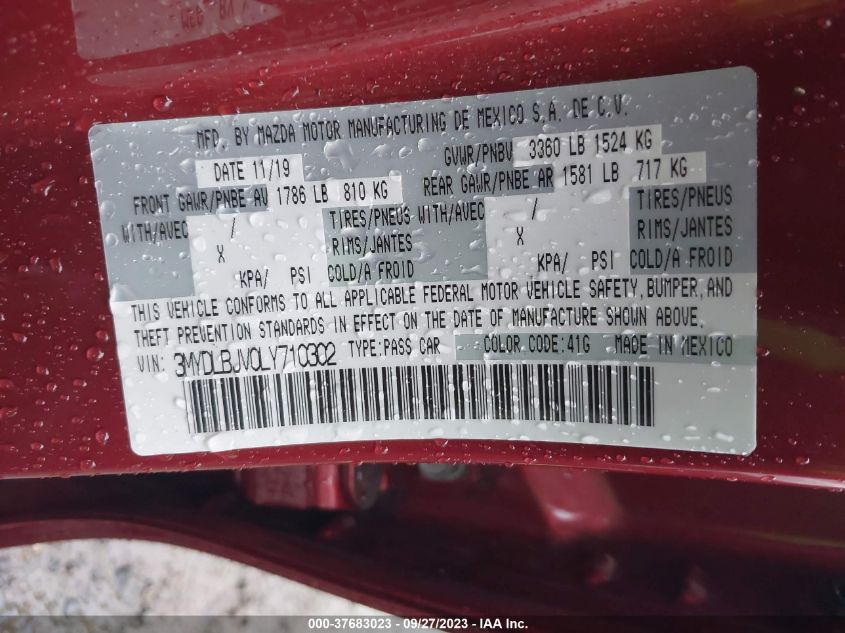 MFD. BY MAZDA MOTOR MANUFACTURING DE MEXICO S.A. DE C.V.
DATE 11/19 GVWR/PNBV 3360 LB 1524 KG
FRONT GAWR/PNBE AV 1786 LB 810 KG REAR GAWR/PNBE AR 1581 LB 717 KG
WITH/AVEC / TIRES/PNEUS WITH/AVEC / TIRES/PNEUS
X RIMS/JANTES X RIMS/JANTES
KPA/ PSI COLD/A FROID KPA/ PSI COLD/A FROID
THIS VEHICLE CONFORMS TO ALL APPLICABLE FEDERAL MOTOR VEHICLE SAFETY, BUMPER, AND
THEFT PREVENTION STANDARDS IN EFFECT ON THE DATE OF MANUFACTURE SHOWN ABOVE.
VIN: 3MYDLBJV0LY710302 TYPE:PASS CAR COLOR CODE:41G MADE IN MEXICO
000-37683023 - 09/27/2023 - IAA Inc.